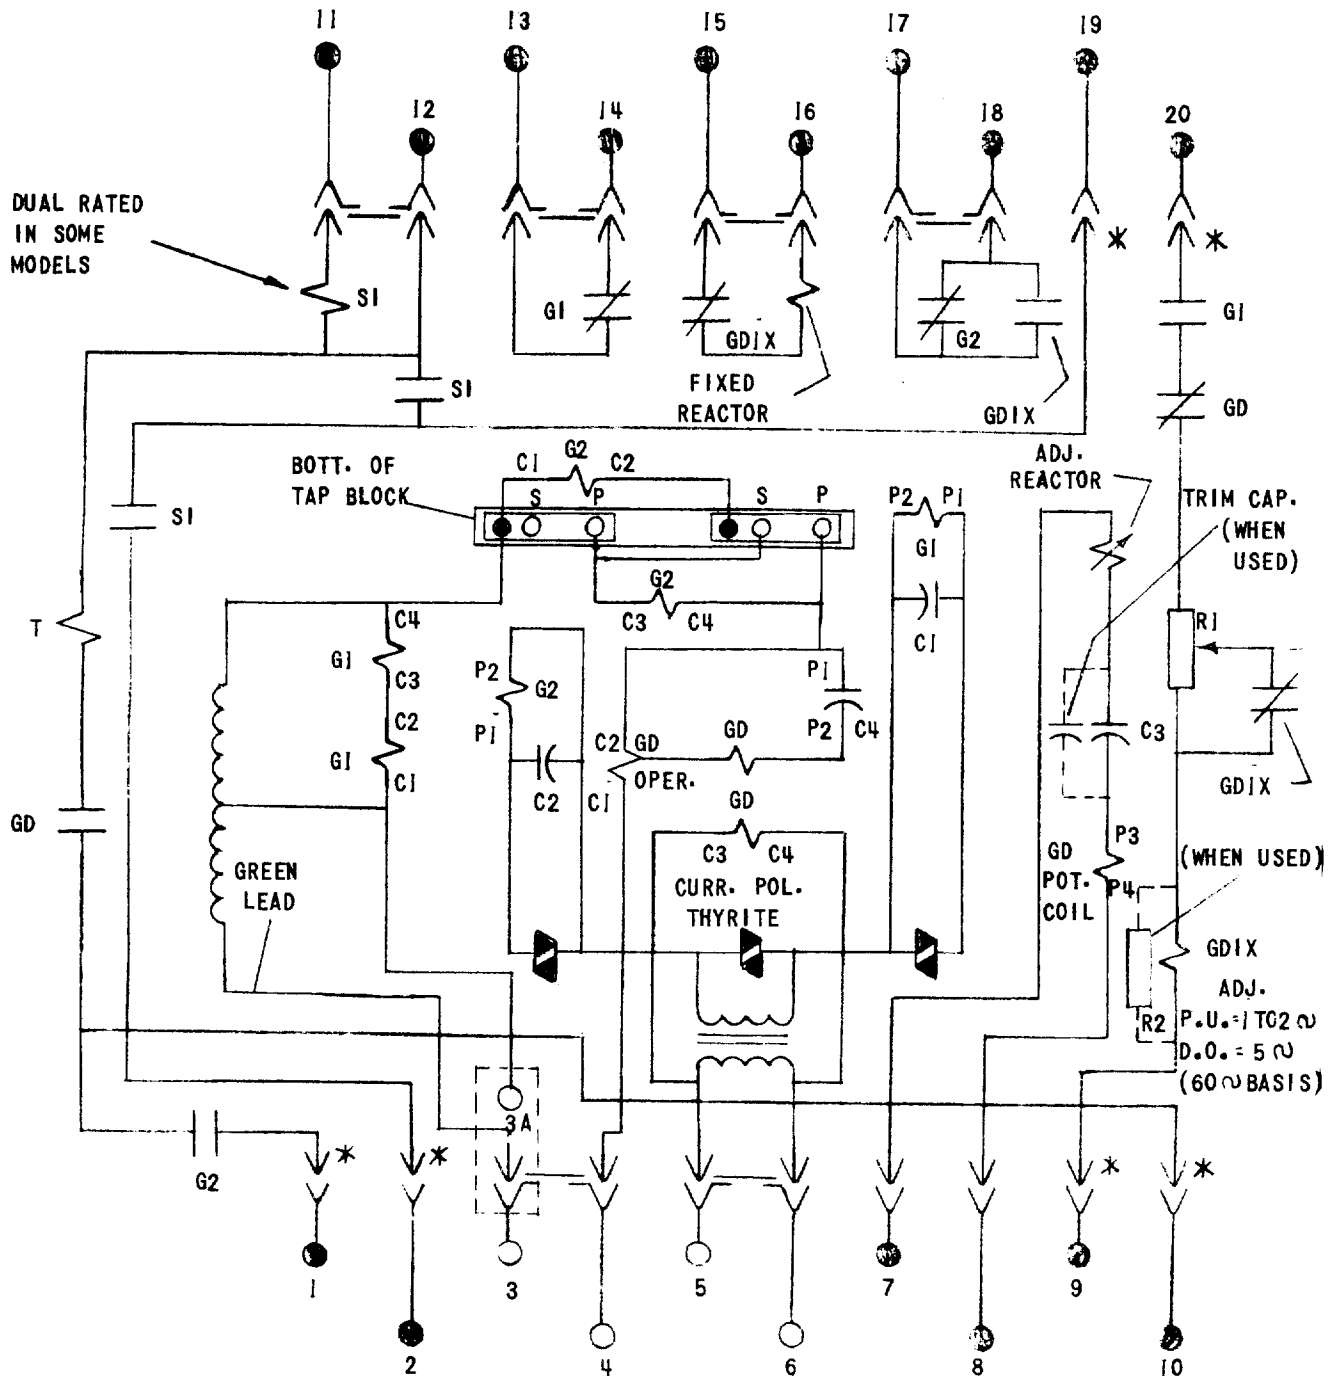 11
13
15
17
19
12
14
16
18
20
DUAL RATED
IN SOME
MODELS
*
*
S1
G1
GD1X
G2
G1
FIXED
REACTOR
GD1X
S1
GD
BOTT. OF
TAP BLOCK
C1
G2
C2
S
P
S
P
P2
P1
G1
ADJ.
REACTOR
TRIM CAP.
(WHEN
USED)
S1
G2
C3
C4
C1
T
C4
G1
C3
C2
G1
C1
P2
G2
P1
C2
P1
P2
C4
C2
GD
OPER.
C1
GD
R1
C3
GD1X
GD
GD
C3
C4
CURR. POL.
THYRITE
GREEN
LEAD
GD
POT.
COIL
P3
P4
(WHEN USED)
GD1X
ADJ.
R2
P.U.=1 TO2 ∿
D.O.=5 ∿
(60∿BASIS)
3A
G2
*
*
*
*
1
2
3
4
5
6
7
8
9
10